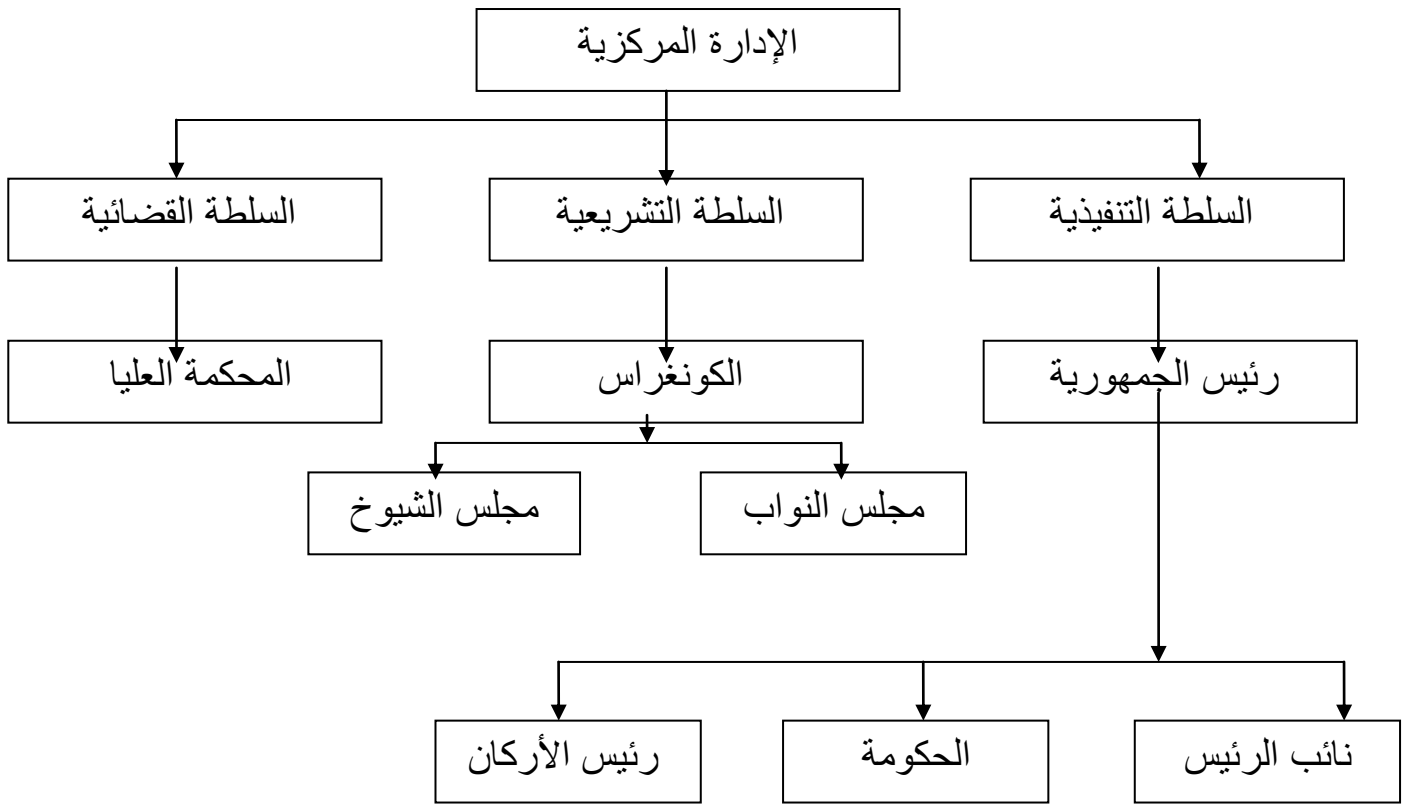 الإدارة المركزية
السلطة التنفيذية
السلطة التشريعية
السلطة القضائية
رئيس الجمهورية
الكونغراس
المحكمة العليا
مجلس النواب
مجلس الشيوخ
نائب الرئيس
الحكومة
رئيس الأركان